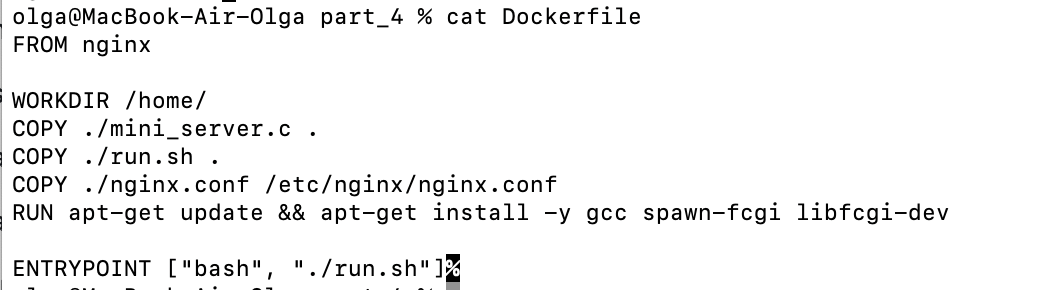 olga@MacBook-Air-Olga part_4 % cat Dockerfile
FROM nginx
WORKDIR /home/
COPY ./mini_server.c .
COPY ./run.sh .
COPY ./nginx.conf /etc/nginx/nginx.conf
RUN apt-get update && apt-get install -y gcc spawn-fcgi libfcgi-dev
ENTRYPOINT ["bash", "./run.sh"]%